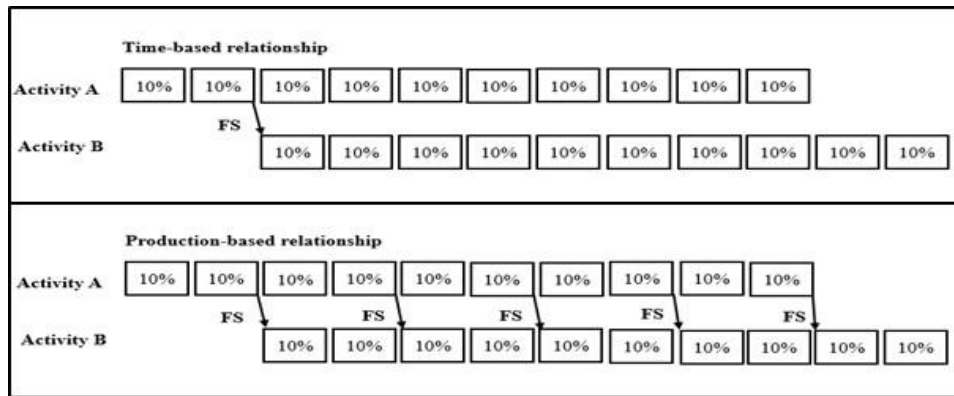 Time-based relationship
Activity A 10% 10% 10% 10% 10% 10% 10% 10% 10% 10%
FS
Activity B 10% 10% 10% 10% 10% 10% 10% 10% 10% 10%
Production-based relationship
Activity A 10% 10% 10% 10% 10% 10% 10% 10% 10% 10%
FS FS FS FS FS
Activity B 10% 10% 10% 10% 10% 10% 10% 10% 10% 10%